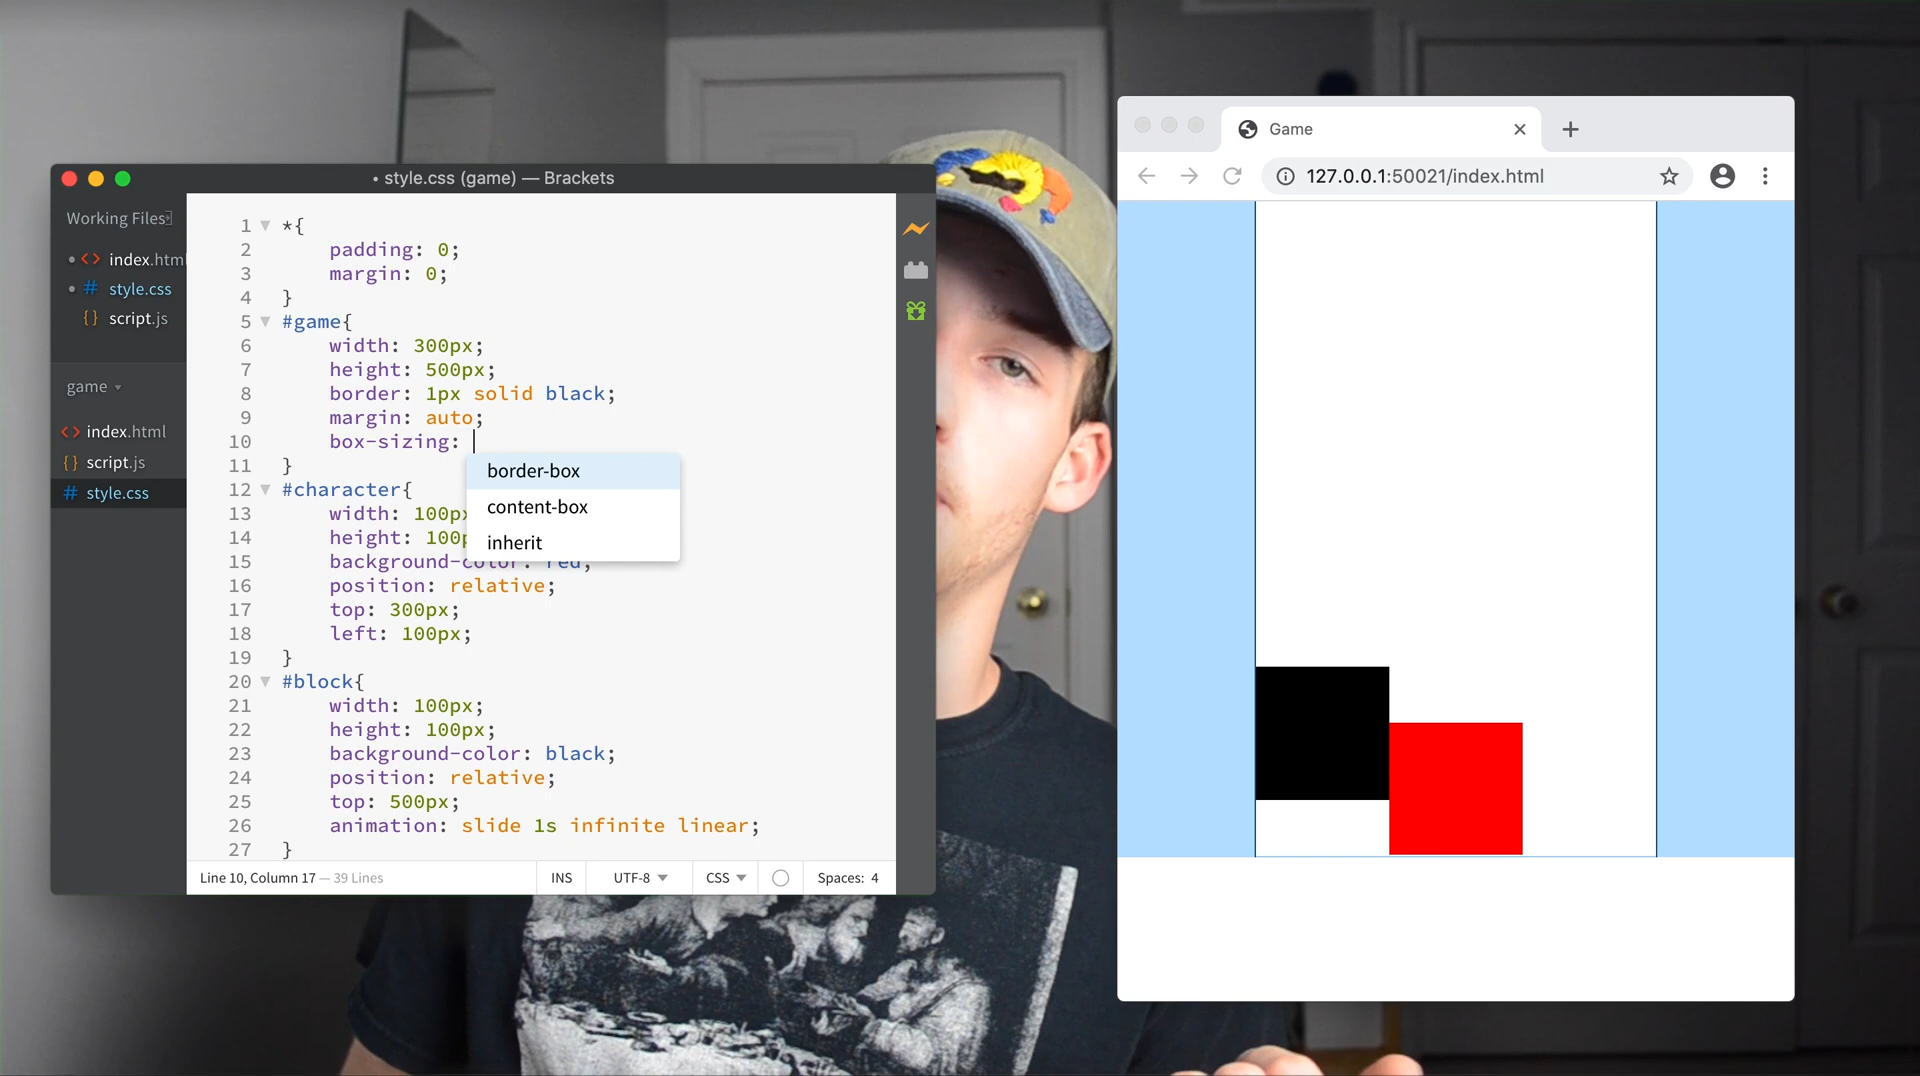 • style.css (game) — Brackets
Working Files
• <> index.html
• # style.css
{} script.js
game
<> index.html
{} script.js
# style.css
1 *{
2 padding: 0;
3 margin: 0;
4 }
5 #game{
6 width: 300px;
7 height: 500px;
8 border: 1px solid black;
9 margin: auto;
10 box-sizing:
11 }
12 #character{
13 width: 100px
14 height: 100p
15 background-color: red;
16 position: relative;
17 top: 300px;
18 left: 100px;
19 }
20 #block{
21 width: 100px;
22 height: 100px;
23 background-color: black;
24 position: relative;
25 top: 500px;
26 animation: slide 1s infinite linear;
27 }
border-box
content-box
inherit
Line 10, Column 17 — 39 Lines
INS
UTF-8
CSS
Spaces: 4
Game
127.0.0.1:50021/index.html